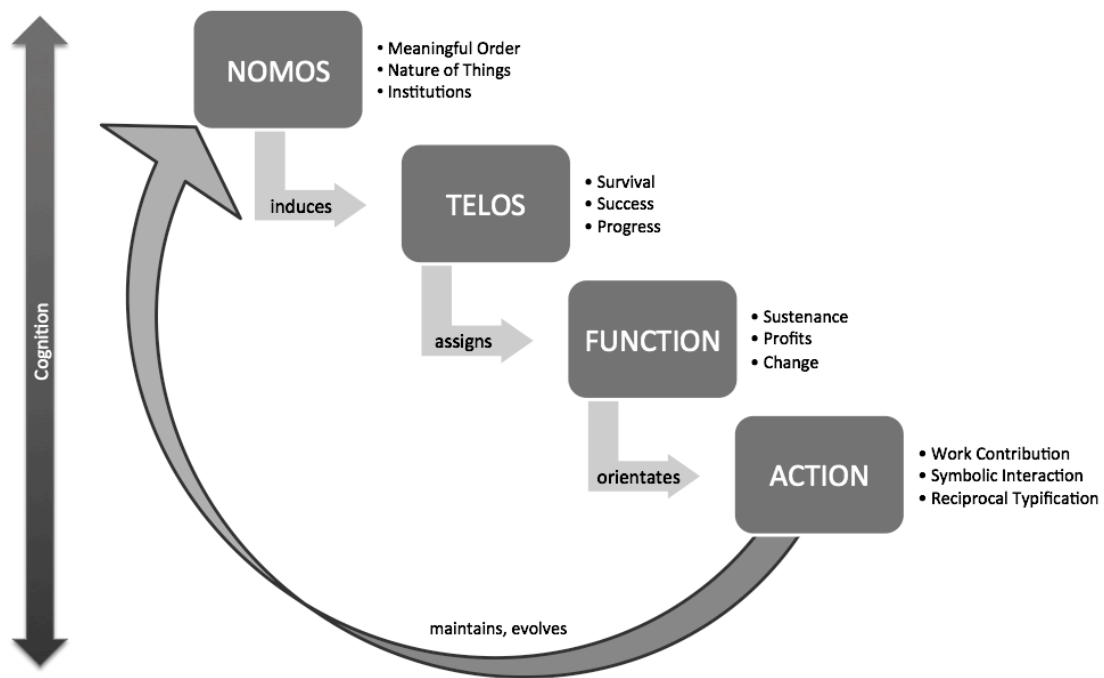 NOMOS
• Meaningful Order
• Nature of Things
• Institutions
induces
TELOS
• Survival
• Success
• Progress
assigns
FUNCTION
• Sustenance
• Profits
• Change
orientates
ACTION
• Work Contribution
• Symbolic Interaction
• Reciprocal Typification
maintains, evolves
Cognition